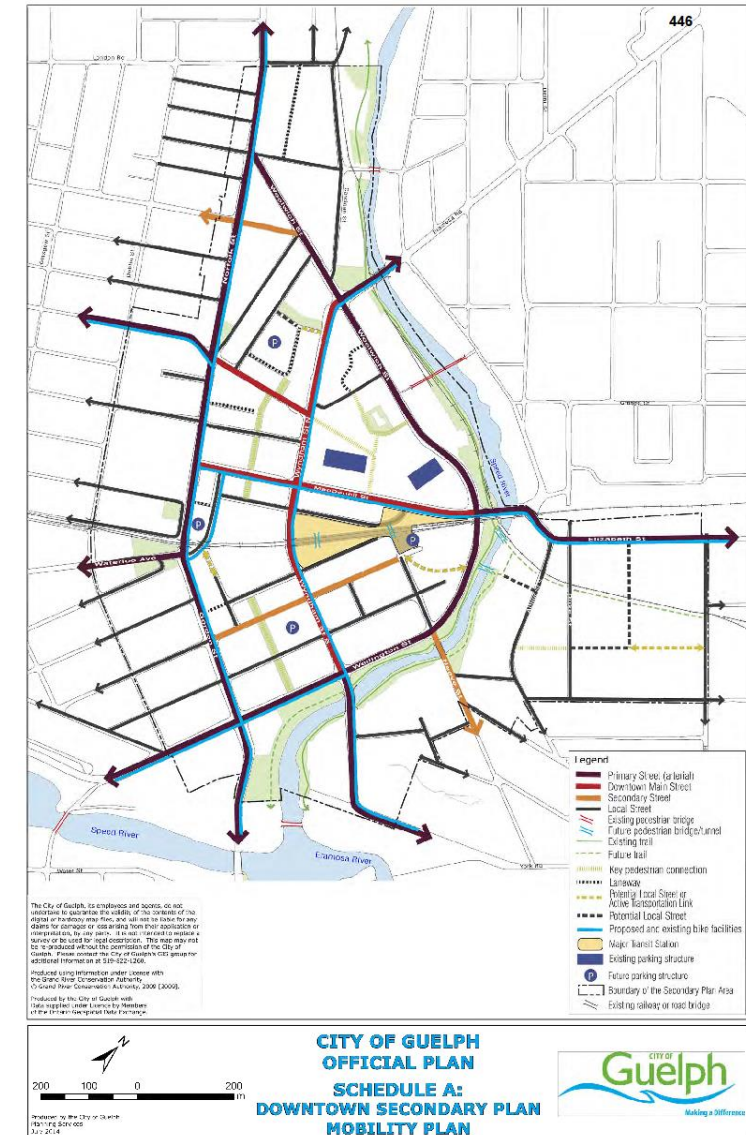 446
London Rd
Woolwich St
Norfolk St
Eramosa Rd
P
Woolwich St
Wyndham St N
Speed River
Macdonell St
P
P
Elizabeth St
Waterloo Ave
Gordon St
Wyndham St S
P
Wellington St
Speed River
Eramosa River
York Rd
Water St
Legend
Primary Street (arterial)
Downtown Main Street
Secondary Street
Local Street
Existing pedestrian bridge
Future pedestrian bridge/tunnel
Existing trail
Future trail
Key pedestrian connection
Laneway
Potential Local Street or
Active Transportation Link
Potential Local Street
Proposed and existing bike facilities
Major Transit Station
Existing parking structure
P Future parking structure
Boundary of the Secondary Plan Area
Existing railway or road bridge
The City of Guelph, its employees and agents, do not
undertake to guarantee the validity of the contents of the
digital or hardcopy map files, and will not be liable for any
claims for damages or loss arising from their application or
interpretation, by any party. It is not intended to replace a
survey or be used for legal description. This map may not
be reproduced without the permission of the City of
Guelph. Please contact the City of Guelph's GIS group for
additional information at 519-822-1260.
Produced using information under License with
the Grand River Conservation Authority
© Grand River Conservation Authority, 2009 [2009].
Produced by the City of Guelph with
Data supplied under Licence by Members
of the Ontario Geospatial Data Exchange.
N
200 100 0 200
m
Produced by the City of Guelph
Planning Services
July 2014
CITY OF GUELPH
OFFICIAL PLAN
SCHEDULE A:
DOWNTOWN SECONDARY PLAN
MOBILITY PLAN
CITY OF
Guelph
Making a Difference